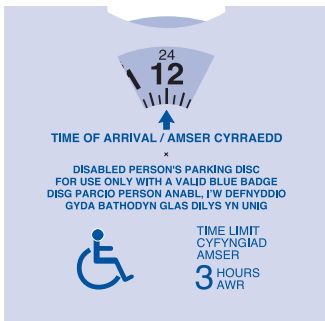 24
12
TIME OF ARRIVAL / AMSER CYRRAEDD
×
DISABLED PERSON'S PARKING DISC
FOR USE ONLY WITH A VALID BLUE BADGE
DISG PARCIO PERSON ANABL, I'W DEFNYDDIO
GYDA BATHODYN GLAS DILYS YN UNIG
TIME LIMIT
CYFYNGIAD
AMSER
3 HOURS
AWR